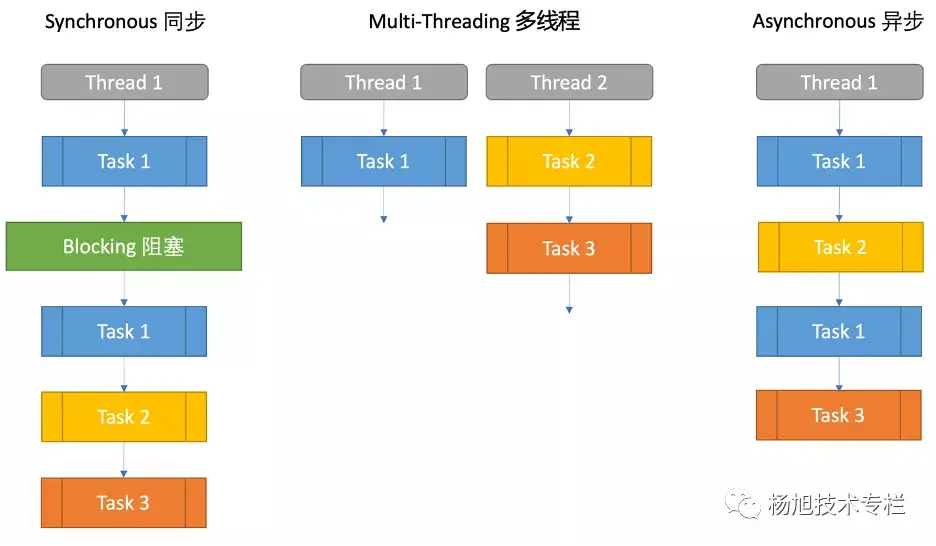 Synchronous 同步
Multi-Threading 多线程
Asynchronous 异步
Thread 1
Thread 1
Thread 2
Thread 1
Task 1
Task 1
Task 2
Task 1
Blocking 阻塞
Task 3
Task 2
Task 1
Task 1
Task 2
Task 3
Task 3
杨旭技术专栏